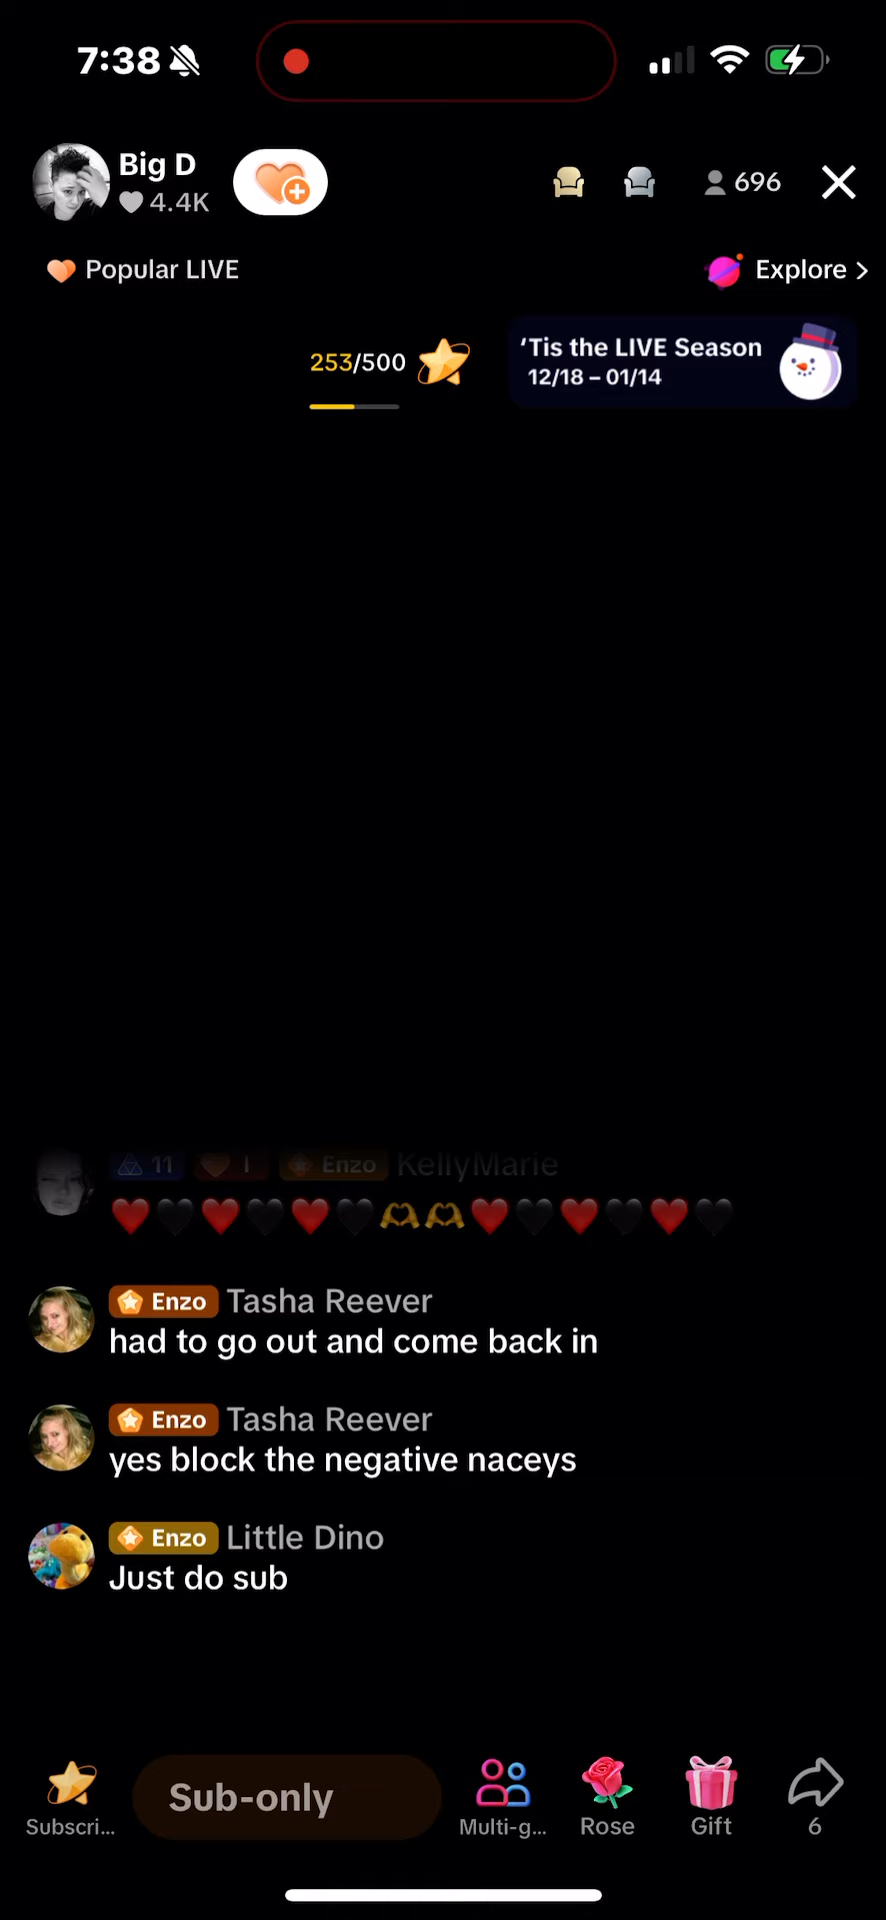 7:38
Big D
4.4K
696
Popular LIVE
Explore >
253/500
‘Tis the LIVE Season
12/18 – 01/14
11 I Enzo KellyMarie
Enzo Tasha Reever
had to go out and come back in
Enzo Tasha Reever
yes block the negative naceys
Enzo Little Dino
Just do sub
Subscri...
Sub-only
Multi-g...
Rose
Gift
6